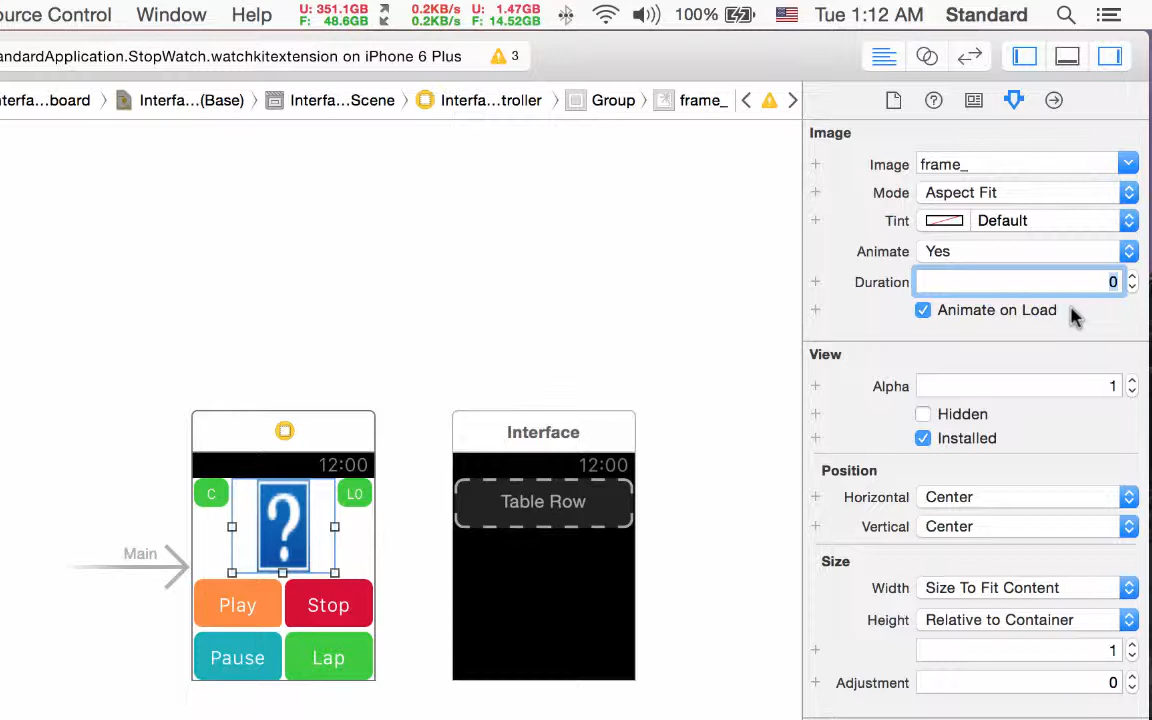 ource Control Window Help U: 351.1GB 0.2KB/s U: 1.47GB 100% Tue 1:12 AM Standard
F: 48.6GB 0.2KB/s F: 14.52GB
andardApplication.StopWatch.watchkitextension on iPhone 6 Plus 3
terfa...board Interfa...(Base) Interfa...Scene Interfa...troller Group frame_
Image
Image frame_
Mode Aspect Fit
Tint Default
Animate Yes
Duration 0
Animate on Load
View
Alpha 1
Hidden
Installed
Position
Horizontal Center
Vertical Center
Size
Width Size To Fit Content
Height Relative to Container
1
Adjustment 0
12:00
C ? LO
Main
Play Stop
Pause Lap
Interface
12:00
Table Row